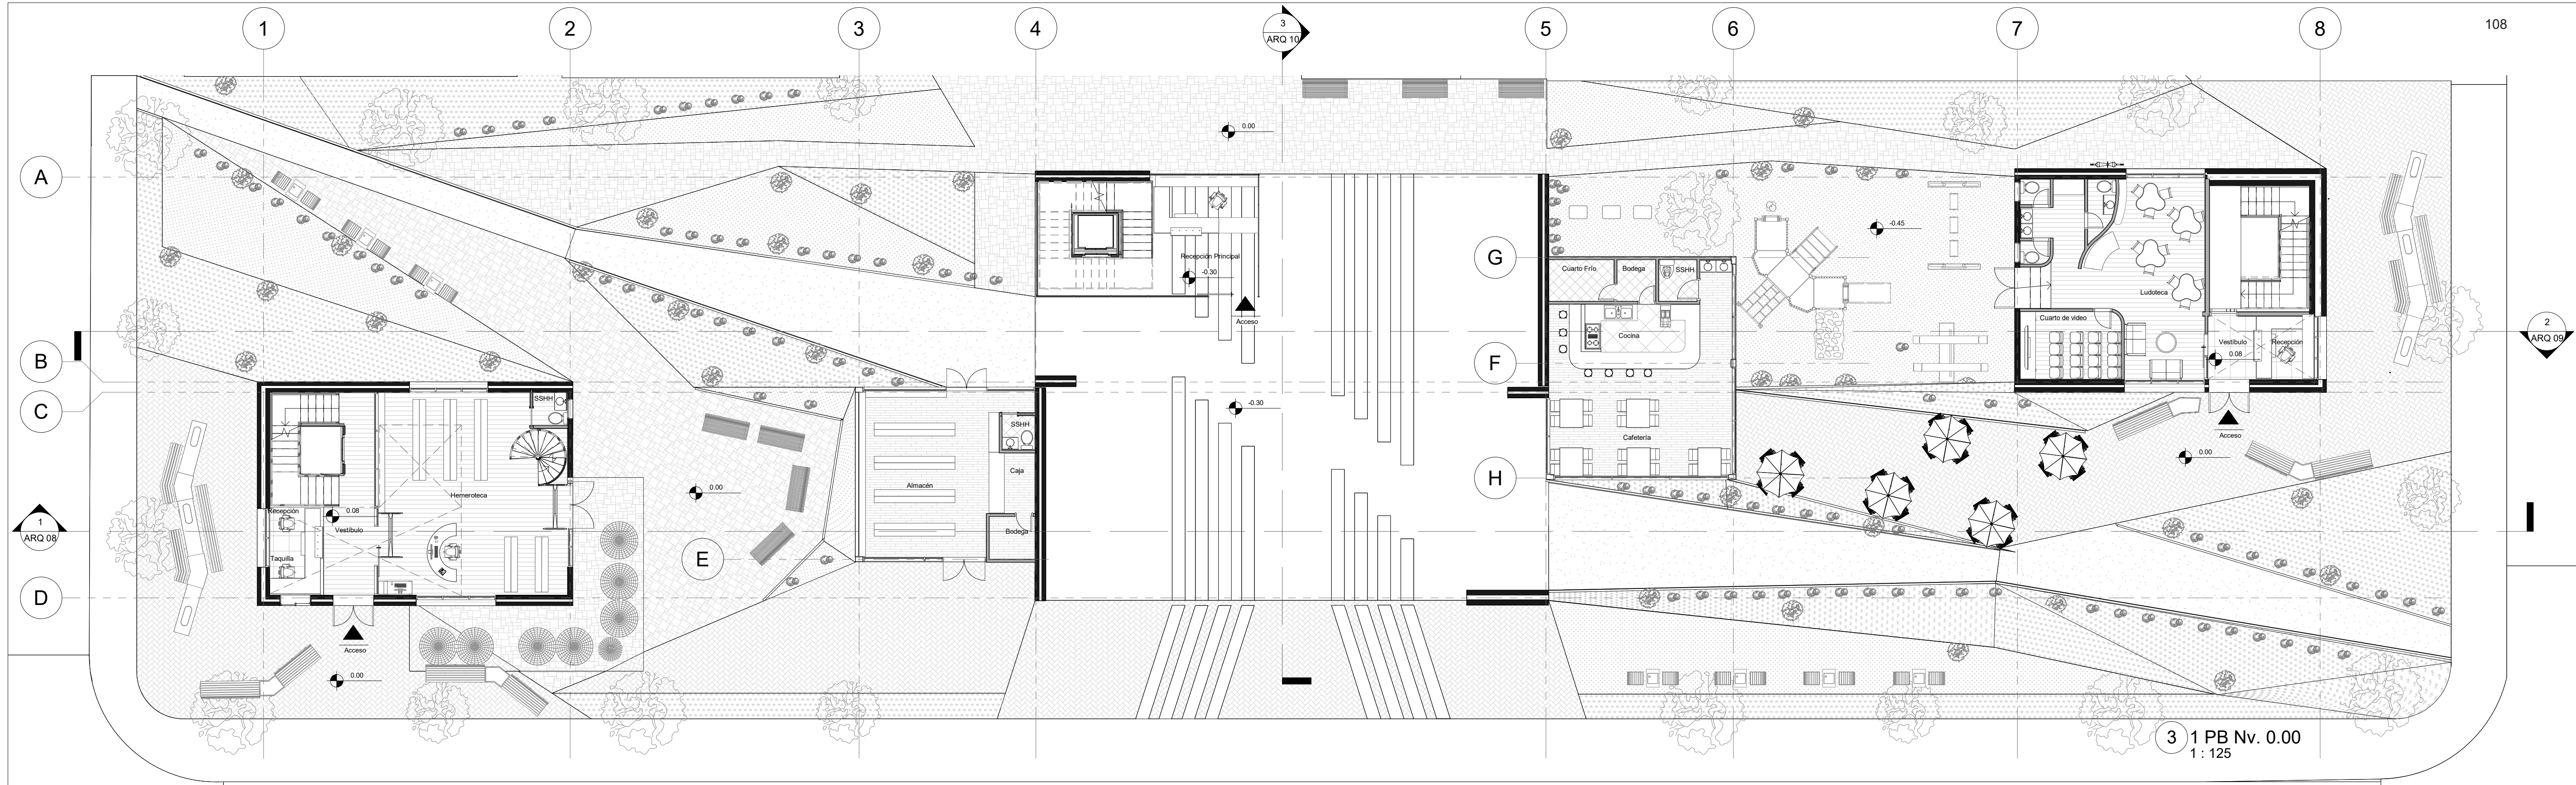 1
2
3
4
3
ARQ 10
5
6
7
8
108
0.00
A
-0.45
G
Recepción Principal
-0.30
Cuarto Frío
Bodega
SSHH
Ludoteca
Acceso
Cuarto de video
2
ARQ 09
Cocina
Vestíbulo
Recepción
0.08
B
F
C
SSHH
-0.30
SSHH
Acceso
Cafetería
0.00
Caja
H
Almacén
0.00
Hemeroteca
Recepción
0.08
Vestíbulo
1
ARQ 08
Bodega
E
Taquilla
D
Acceso
0.00
3
1 PB Nv. 0.00
1 : 125